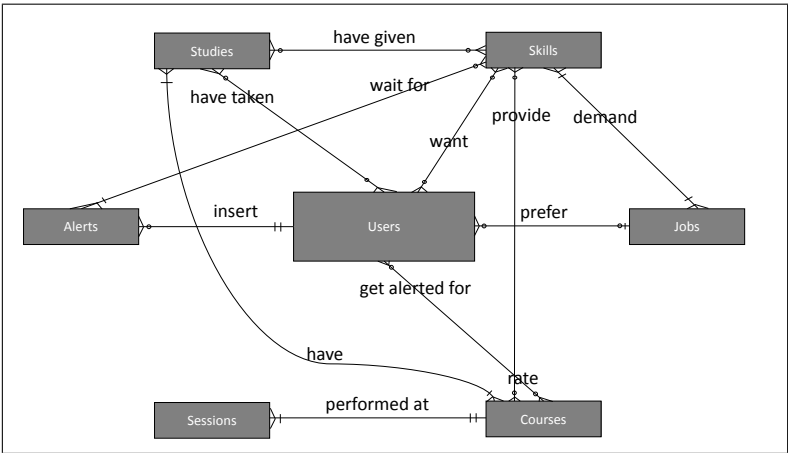 have given
Studies
Skills
wait for
have taken
provide
demand
want
insert
prefer
Alerts
Users
Jobs
get alerted for
have
rate
performed at
Sessions
Courses